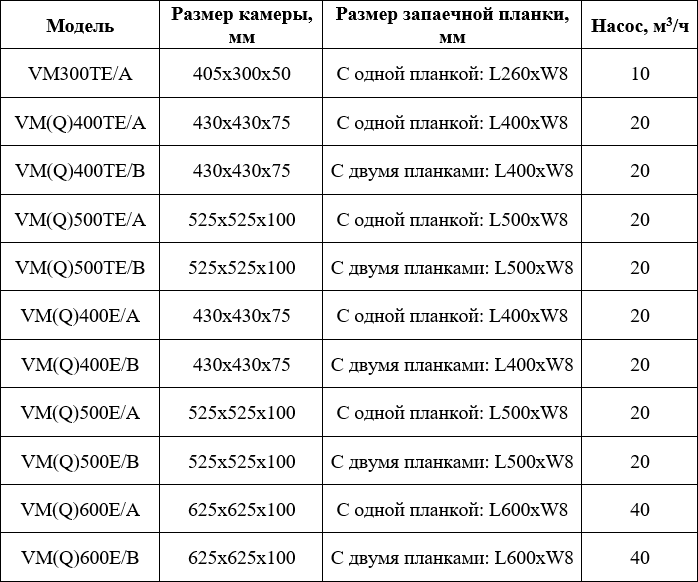 Модель | Размер камеры, мм | Размер запаечной планки, мм | Насос, м³/ч
VM300TE/A | 405x300x50 | С одной планкой: L260xW8 | 10
VM(Q)400TE/A | 430x430x75 | С одной планкой: L400xW8 | 20
VM(Q)400TE/B | 430x430x75 | С двумя планками: L400xW8 | 20
VM(Q)500TE/A | 525x525x100 | С одной планкой: L500xW8 | 20
VM(Q)500TE/B | 525x525x100 | С двумя планками: L500xW8 | 20
VM(Q)400E/A | 430x430x75 | С одной планкой: L400xW8 | 20
VM(Q)400E/B | 430x430x75 | С двумя планками: L400xW8 | 20
VM(Q)500E/A | 525x525x100 | С одной планкой: L500xW8 | 20
VM(Q)500E/B | 525x525x100 | С двумя планками: L500xW8 | 20
VM(Q)600E/A | 625x625x100 | С одной планкой: L600xW8 | 40
VM(Q)600E/B | 625x625x100 | С двумя планками: L600xW8 | 40